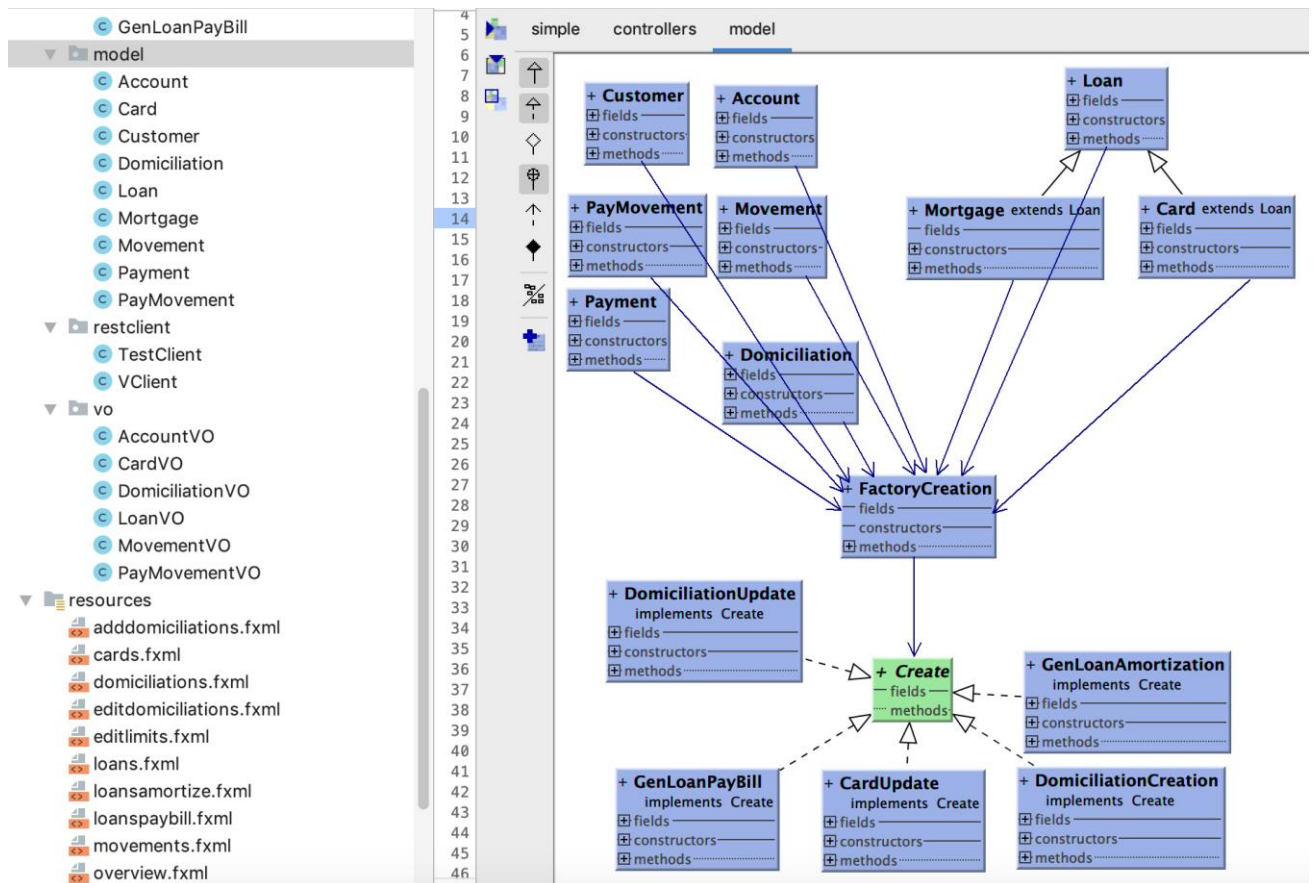 GenLoanPayBill
model
Account
Card
Customer
Domiciliation
Loan
Mortgage
Movement
Payment
PayMovement
restclient
TestClient
VClient
vo
AccountVO
CardVO
DomiciliationVO
LoanVO
MovementVO
PayMovementVO
resources
adddomiciliations.fxml
cards.fxml
domiciliations.fxml
editdomiciliations.fxml
editlimits.fxml
loans.fxml
loansamortize.fxml
loanspaybill.fxml
movements.fxml
overview.fxml
4
5
6
7
8
9
10
11
12
13
14
15
16
17
18
19
20
21
22
23
24
25
26
27
28
29
30
31
32
33
34
35
36
37
38
39
40
41
42
43
44
45
46
simple controllers model
+ Customer
fields
constructors
methods
+ Account
fields
constructors
methods
+ Loan
fields
constructors
methods
+ PayMovement
fields
constructors
methods
+ Movement
fields
constructors
methods
+ Mortgage extends Loan
fields
constructors
methods
+ Card extends Loan
fields
constructors
methods
+ Payment
fields
constructors
methods
+ Domiciliation
fields
constructors
methods
+ FactoryCreation
fields
constructors
methods
+ DomiciliationUpdate
implements Create
fields
constructors
methods
+ Create
fields
methods
+ GenLoanAmortization
implements Create
fields
constructors
methods
+ GenLoanPayBill
implements Create
fields
constructors
methods
+ CardUpdate
implements Create
fields
constructors
methods
+ DomiciliationCreation
implements Create
fields
constructors
methods